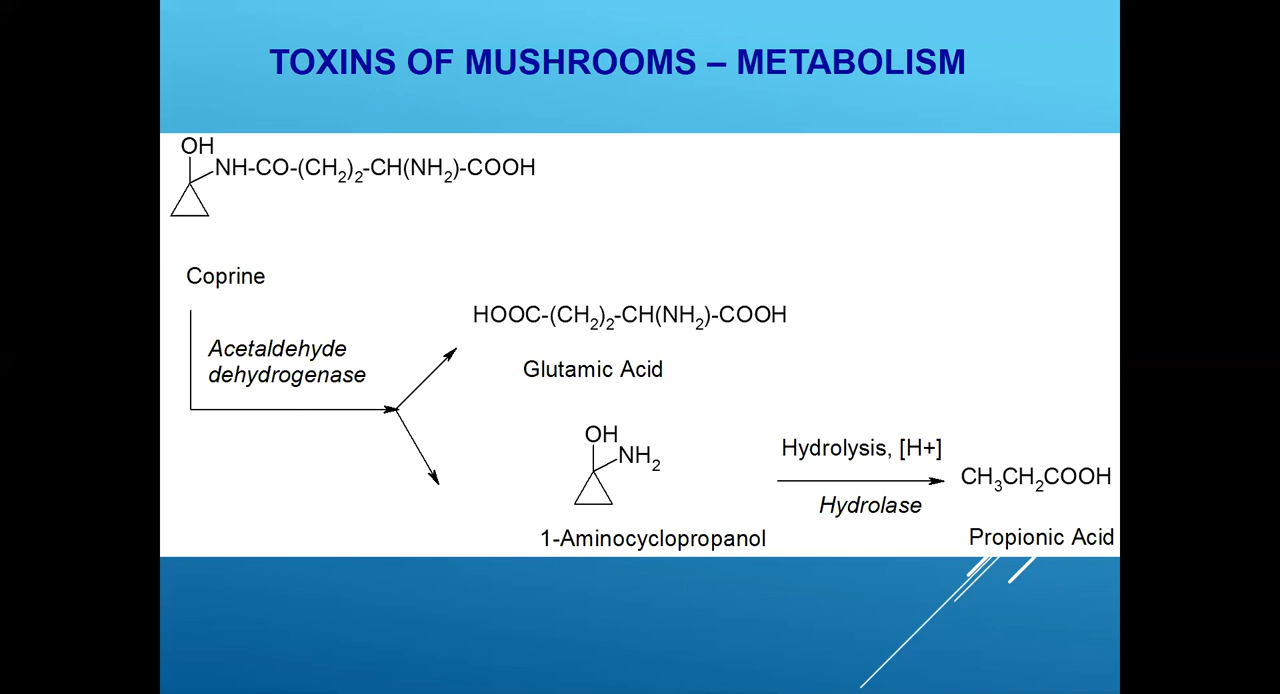 TOXINS OF MUSHROOMS – METABOLISM
OH
NH-CO-(CH2)2-CH(NH2)-COOH
Coprine
HOOC-(CH2)2-CH(NH2)-COOH
Acetaldehyde
dehydrogenase
Glutamic Acid
OH
NH2
Hydrolysis, [H+]
CH3CH2COOH
Hydrolase
1-Aminocyclopropanol
Propionic Acid